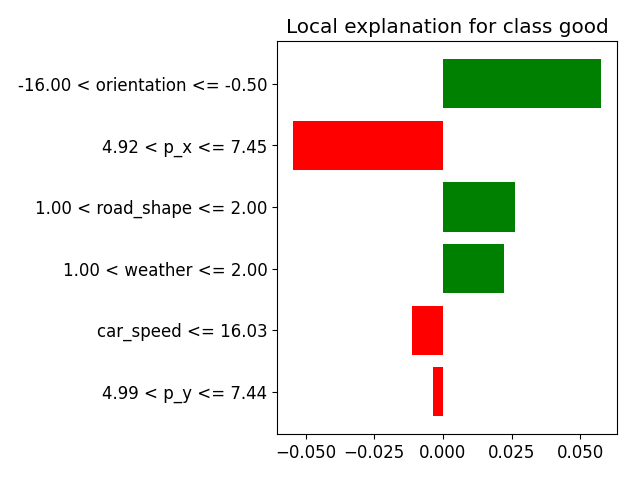 Local explanation for class good
-16.00 < orientation <= -0.50
4.92 < p_x <= 7.45
1.00 < road_shape <= 2.00
1.00 < weather <= 2.00
car_speed <= 16.03
4.99 < p_y <= 7.44
−0.050 −0.025 0.000 0.025 0.050